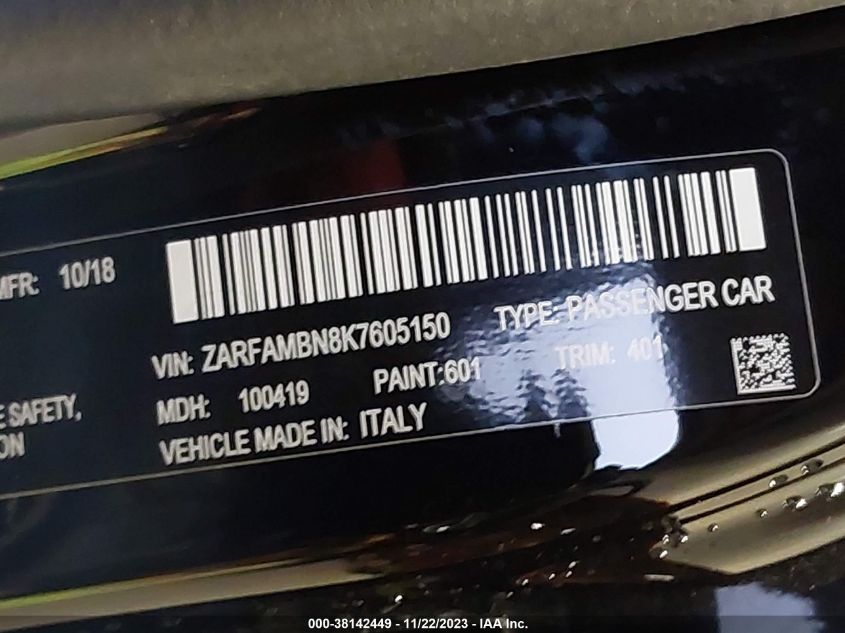 MFR: 10/18
VIN: ZARFAMBN8K7605150 TYPE: PASSENGER CAR
MDH: 100419 PAINT:601 TRIM: 401
SAFETY,
VEHICLE MADE IN: ITALY
000-38142449 - 11/22/2023 - IAA Inc.